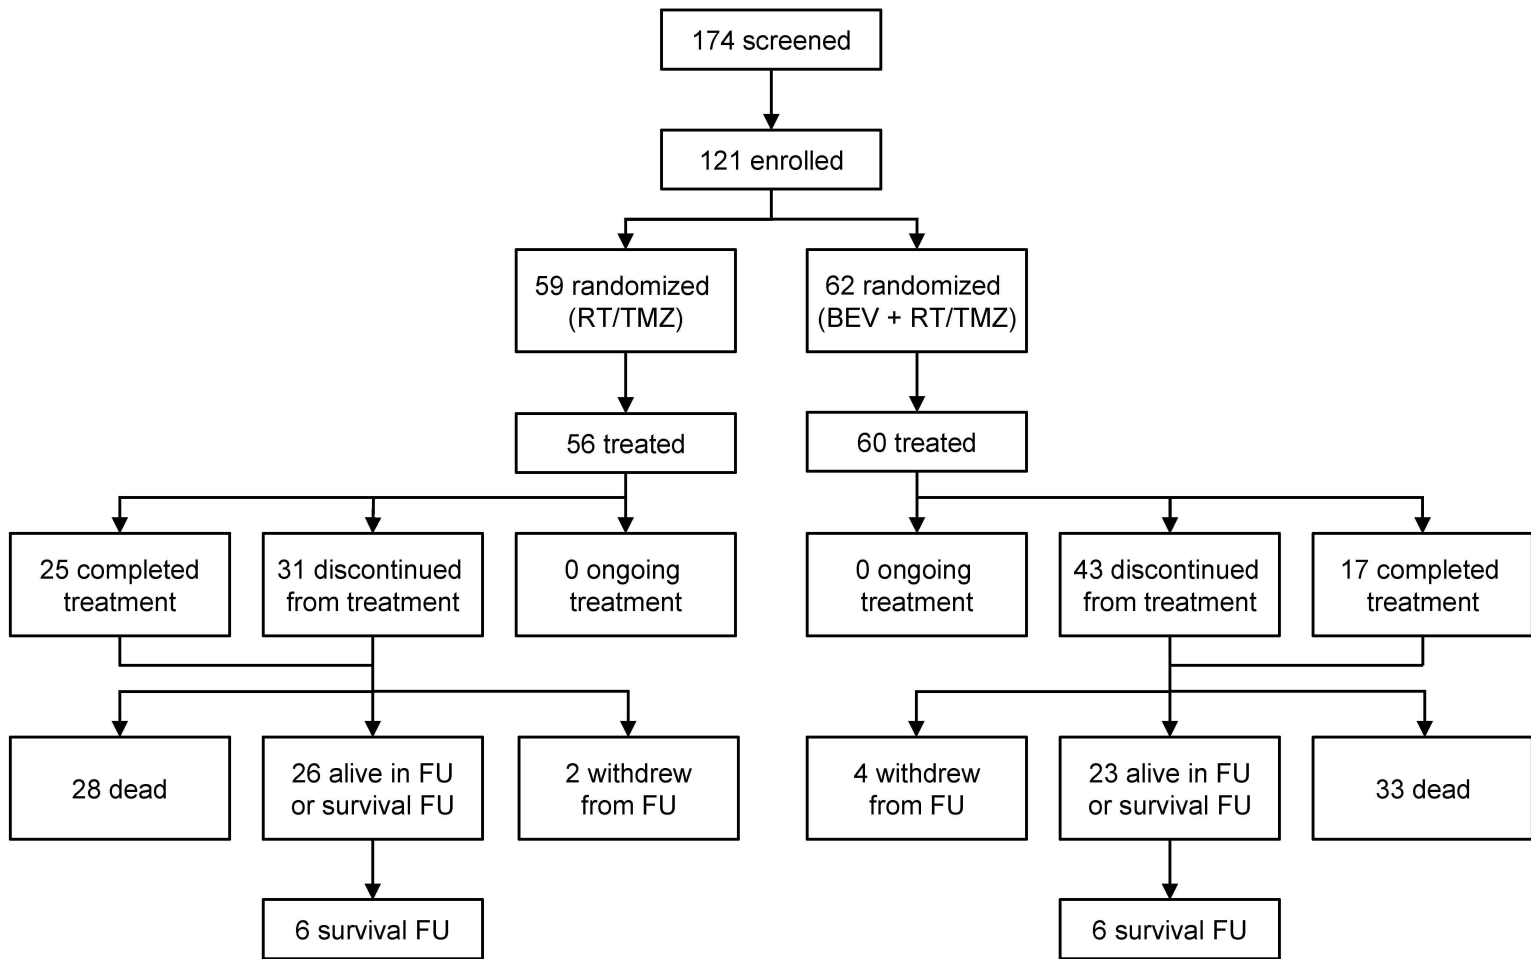 174 screened
121 enrolled
59 randomized
(RT/TMZ)
62 randomized
(BEV + RT/TMZ)
56 treated
60 treated
25 completed
treatment
31 discontinued
from treatment
0 ongoing
treatment
0 ongoing
treatment
43 discontinued
from treatment
17 completed
treatment
28 dead
26 alive in FU
or survival FU
2 withdrew
from FU
4 withdrew
from FU
23 alive in FU
or survival FU
33 dead
6 survival FU
6 survival FU